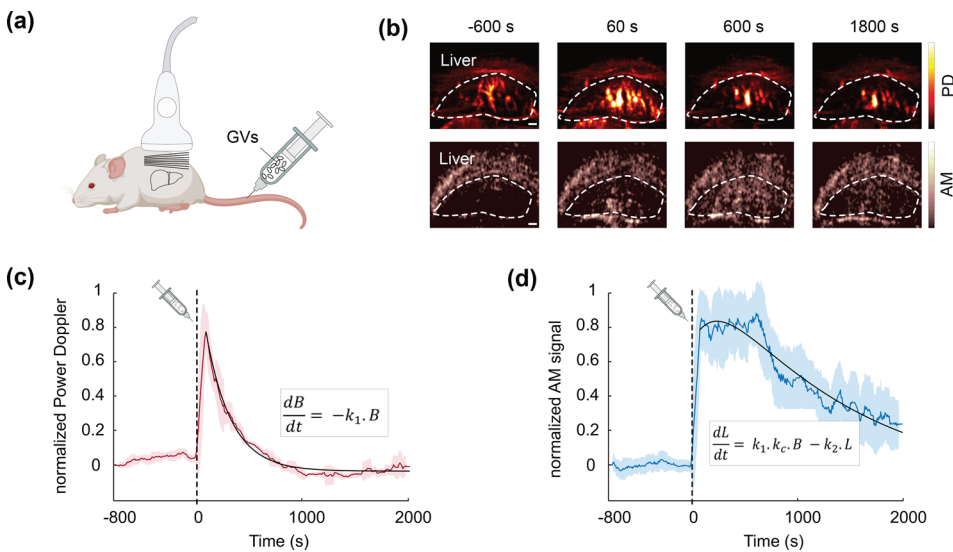 (a)
GVs
(b)
-600 s 60 s 600 s 1800 s
Liver
PD
Liver
AM
(c)
normalized Power Doppler
1
0.8
0.6
0.4
0.2
0
-800 0 1000 2000
Time (s)
dB/dt = −k₁. B
(d)
normalized AM signal
1
0.8
0.6
0.4
0.2
0
-800 0 1000 2000
Time (s)
dL/dt = k₁. k_c. B − k₂. L